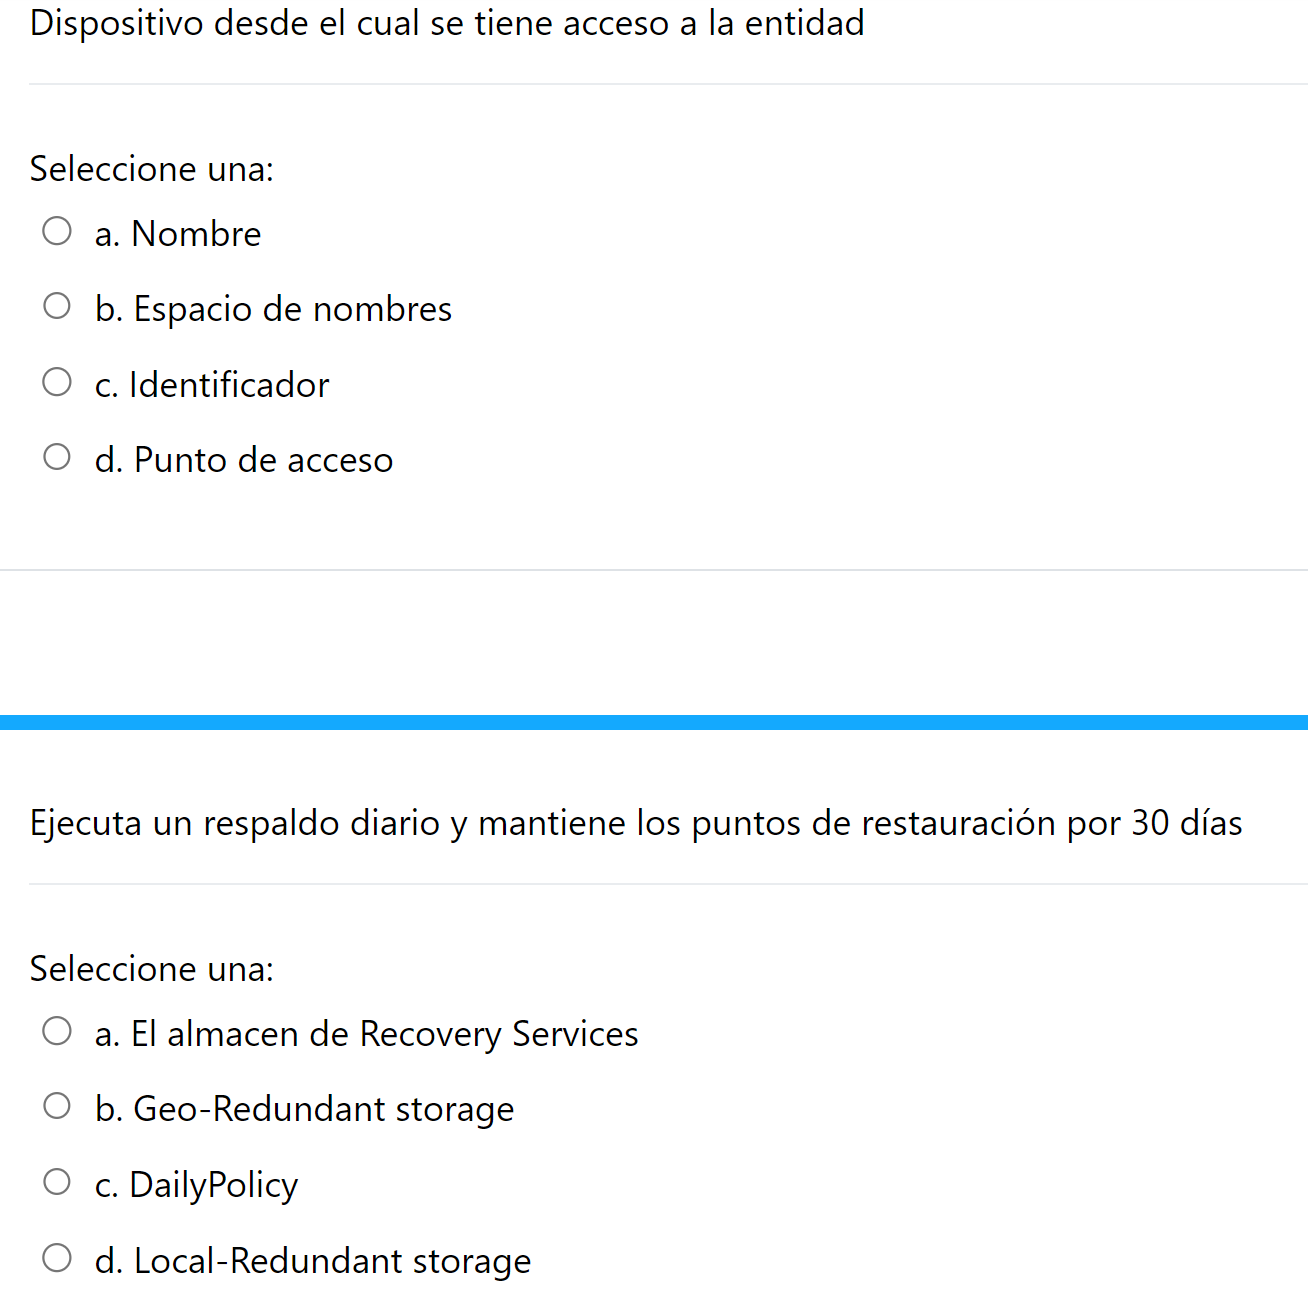 Dispositivo desde el cual se tiene acceso a la entidad
Seleccione una:
a. Nombre
b. Espacio de nombres
c. Identificador
d. Punto de acceso
Ejecuta un respaldo diario y mantiene los puntos de restauración por 30 días
Seleccione una:
a. El almacen de Recovery Services
b. Geo-Redundant storage
c. DailyPolicy
d. Local-Redundant storage